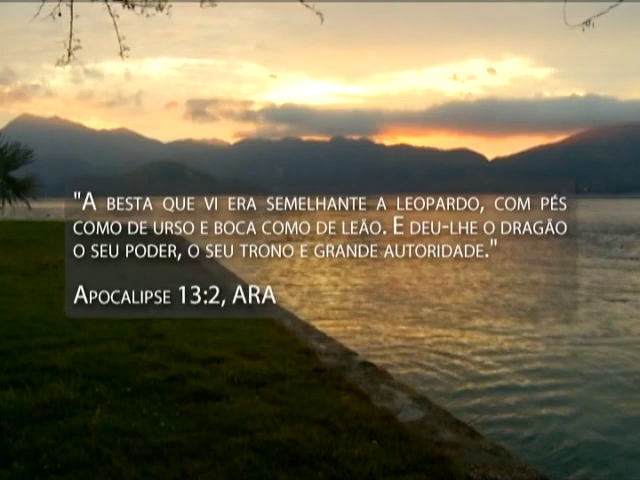 "A BESTA QUE VI ERA SEMELHANTE A LEOPARDO, COM PÉS
COMO DE URSO E BOCA COMO DE LEÃO. E DEU-LHE O DRAGÃO
O SEU PODER, O SEU TRONO E GRANDE AUTORIDADE."
APOCALIPSE 13:2, ARA